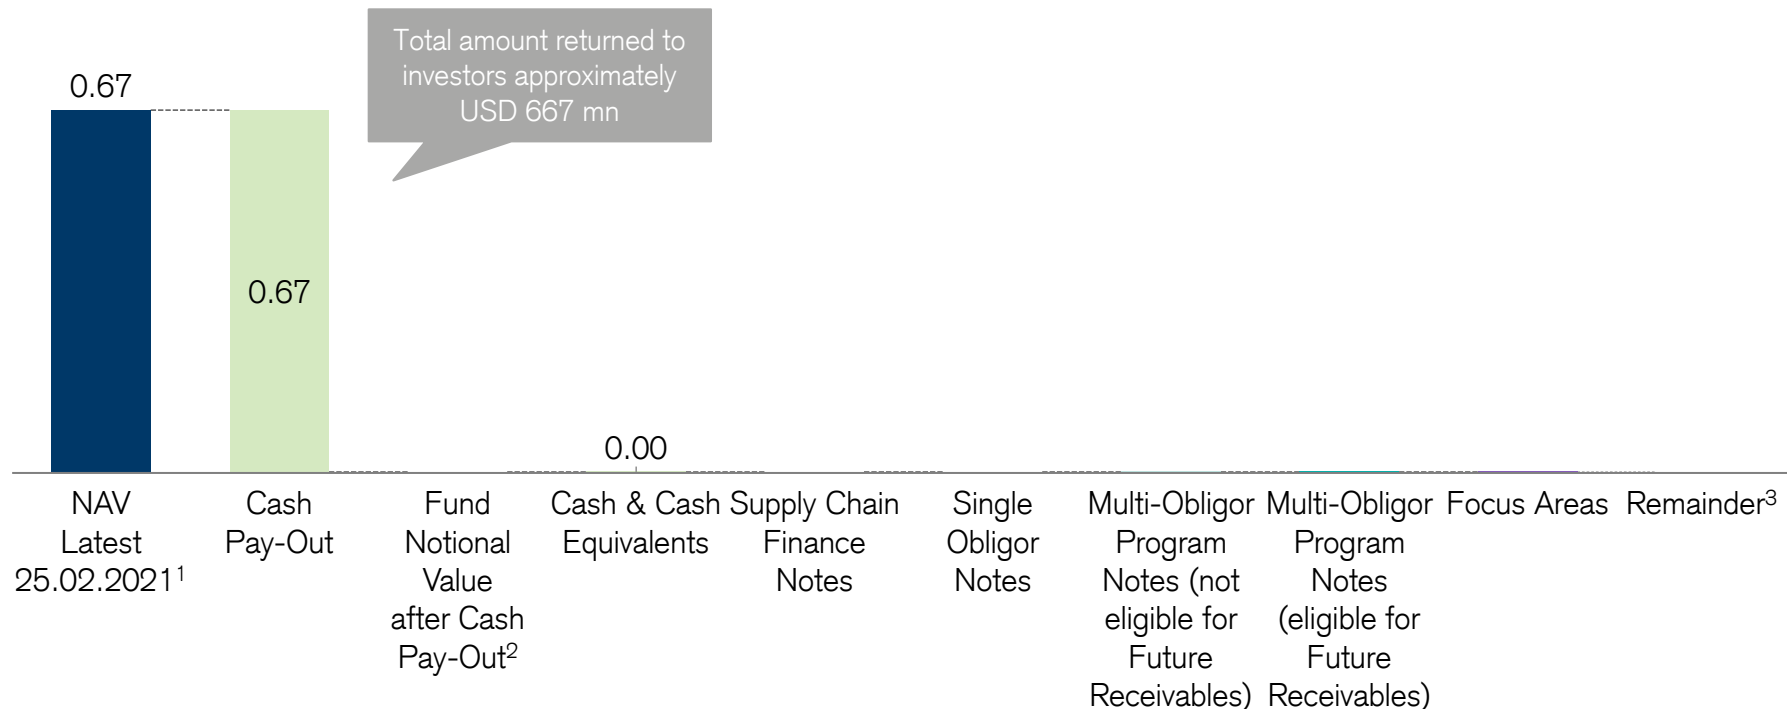 Total amount returned to
investors approximately
USD 667 mn
0.67
0.67
0.00
NAV
Latest
25.02.2021¹
Cash
Pay-Out
Fund
Notional
Value
after Cash
Pay-Out²
Cash & Cash
Equivalents
Supply Chain
Finance
Notes
Single
Obligor
Notes
Multi-Obligor
Program
Notes (not
eligible for
Future
Receivables)
Multi-Obligor
Program
Notes
(eligible for
Future
Receivables)
Focus Areas
Remainder³